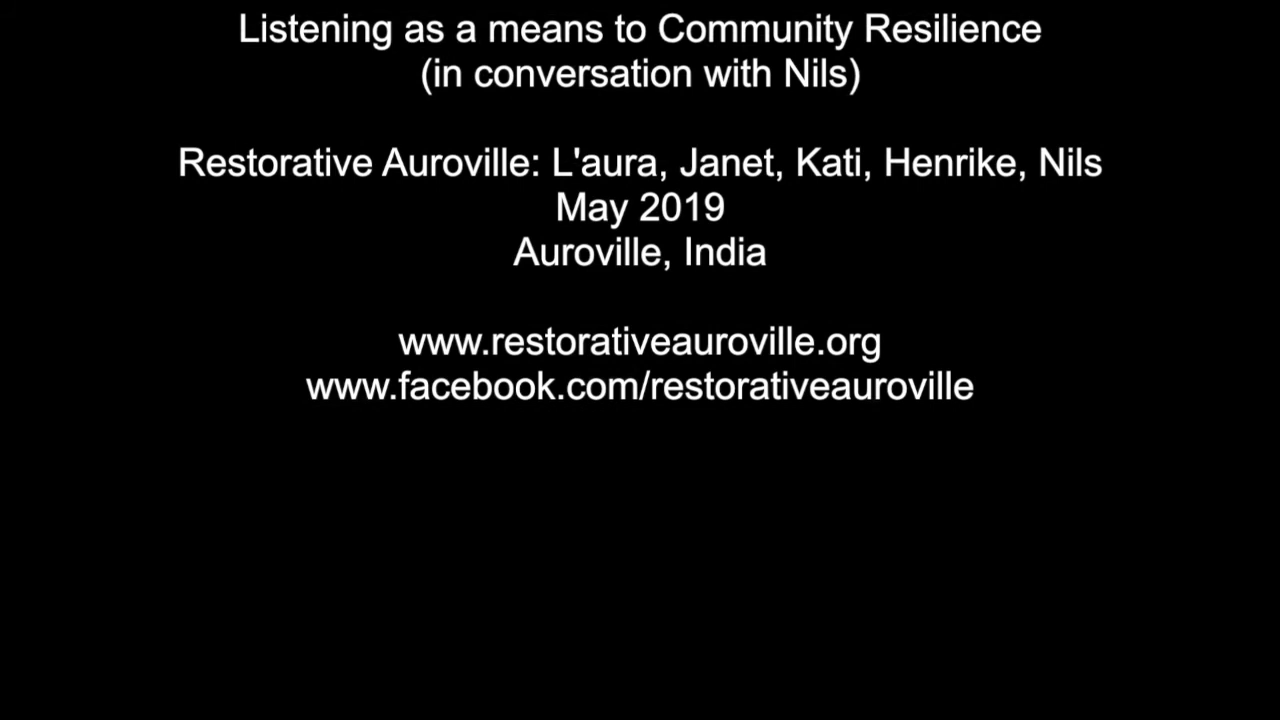 Listening as a means to Community Resilience
(in conversation with Nils)
Restorative Auroville: L'aura, Janet, Kati, Henrike, Nils
May 2019
Auroville, India
www.restorativeauroville.org
www.facebook.com/restorativeauroville